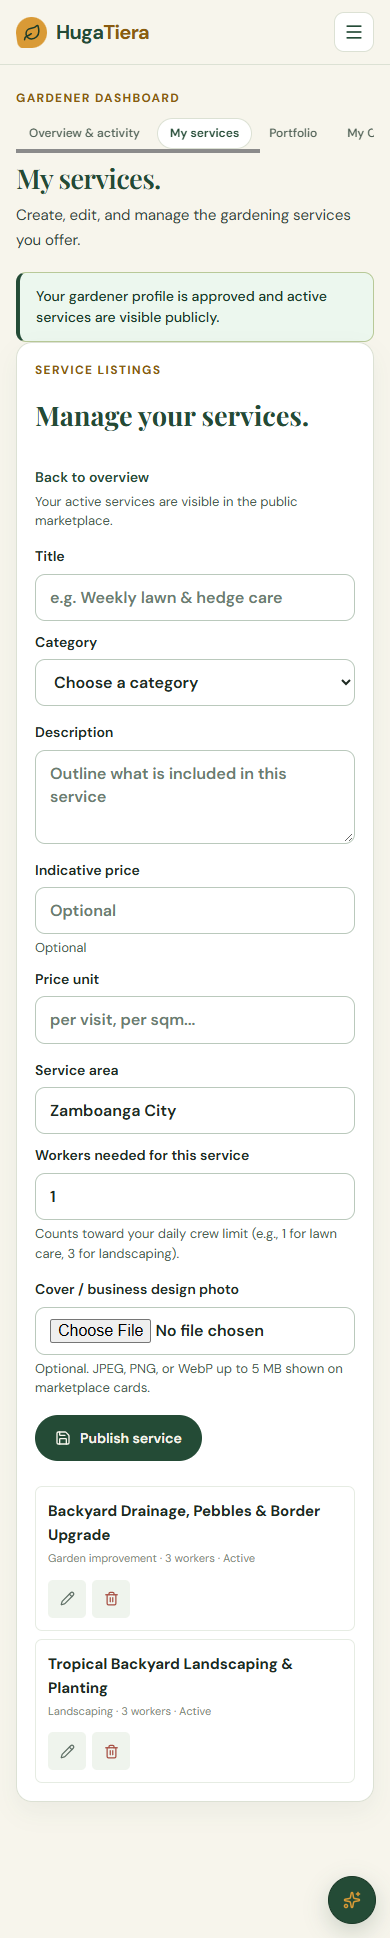 HugaTiera
GARDENER DASHBOARD
Overview & activity
My services
Portfolio
My C
My services.
Create, edit, and manage the gardening services
you offer.
Your gardener profile is approved and active
services are visible publicly.
SERVICE LISTINGS
Manage your services.
Back to overview
Your active services are visible in the public
marketplace.
Title
e.g. Weekly lawn & hedge care
Category
Choose a category
Description
Outline what is included in this
service
Indicative price
Optional
Optional
Price unit
per visit, per sqm...
Service area
Zamboanga City
Workers needed for this service
1
Counts toward your daily crew limit (e.g., 1 for lawn
care, 3 for landscaping).
Cover / business design photo
Choose File No file chosen
Optional. JPEG, PNG, or WebP up to 5 MB shown on
marketplace cards.
Publish service
Backyard Drainage, Pebbles & Border
Upgrade
Garden improvement · 3 workers · Active
Tropical Backyard Landscaping &
Planting
Landscaping · 3 workers · Active